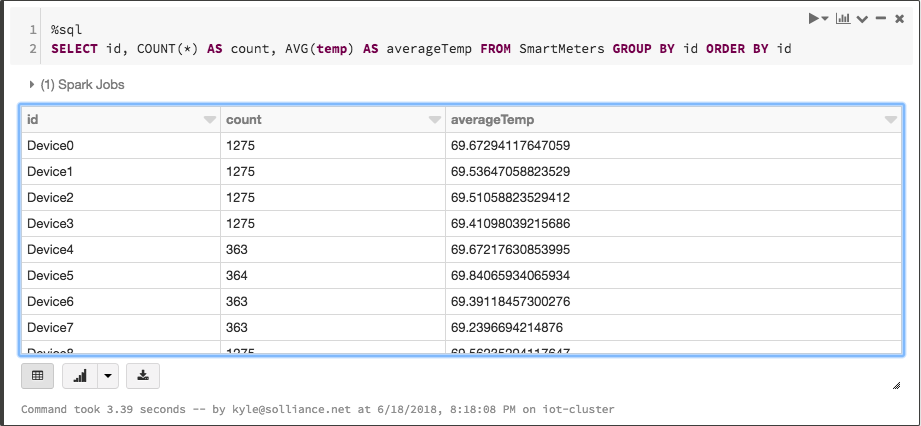 1 %sql
2 SELECT id, COUNT(*) AS count, AVG(temp) AS averageTemp FROM SmartMeters GROUP BY id ORDER BY id
(1) Spark Jobs
id count averageTemp
Device0 1275 69.67294117647059
Device1 1275 69.53647058823529
Device2 1275 69.51058823529412
Device3 1275 69.41098039215686
Device4 363 69.67217630853995
Device5 364 69.84065934065934
Device6 363 69.39118457300276
Device7 363 69.2396694214876
Device8 1275 69.56235294117647
Command took 3.39 seconds -- by kyle@solliance.net at 6/18/2018, 8:18:08 PM on iot-cluster